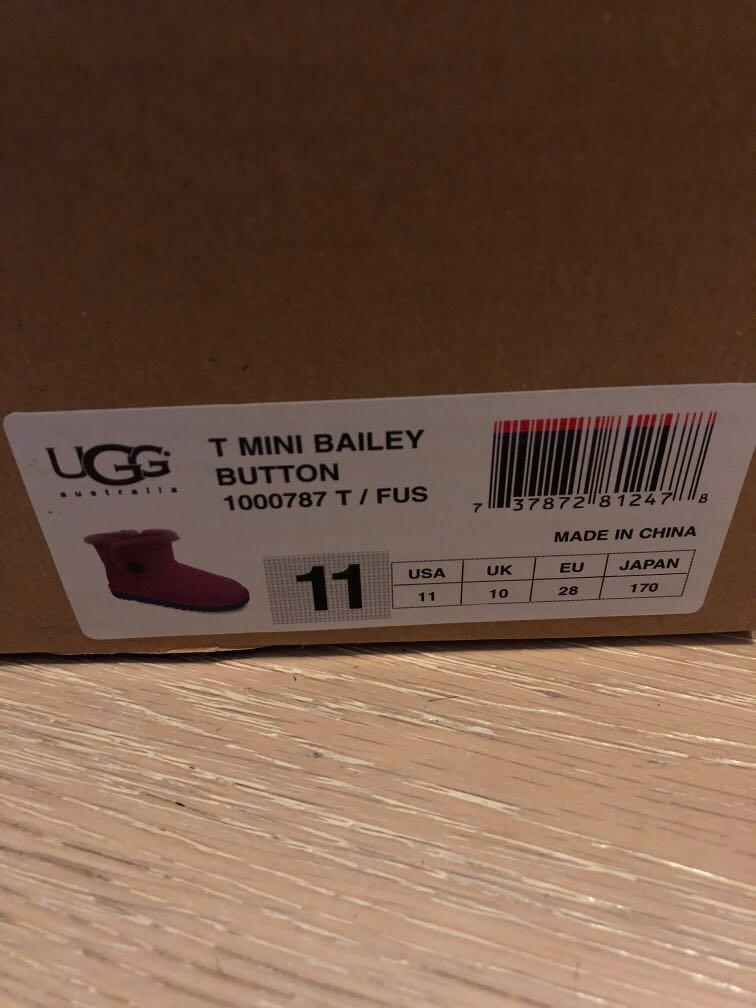 UGG
australia
T MINI BAILEY
BUTTON
1000787 T / FUS
7 37872 81247 8
MADE IN CHINA
11
USA UK EU JAPAN
11 10 28 170